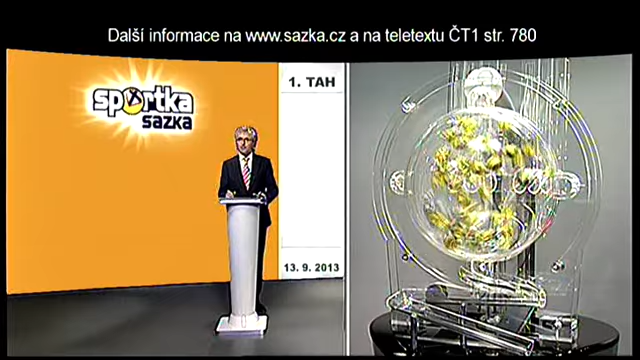 Další informace na www.sazka.cz a na teletextu ČT1 str. 780
sportka
sazka
1. TAH
13. 9. 2013